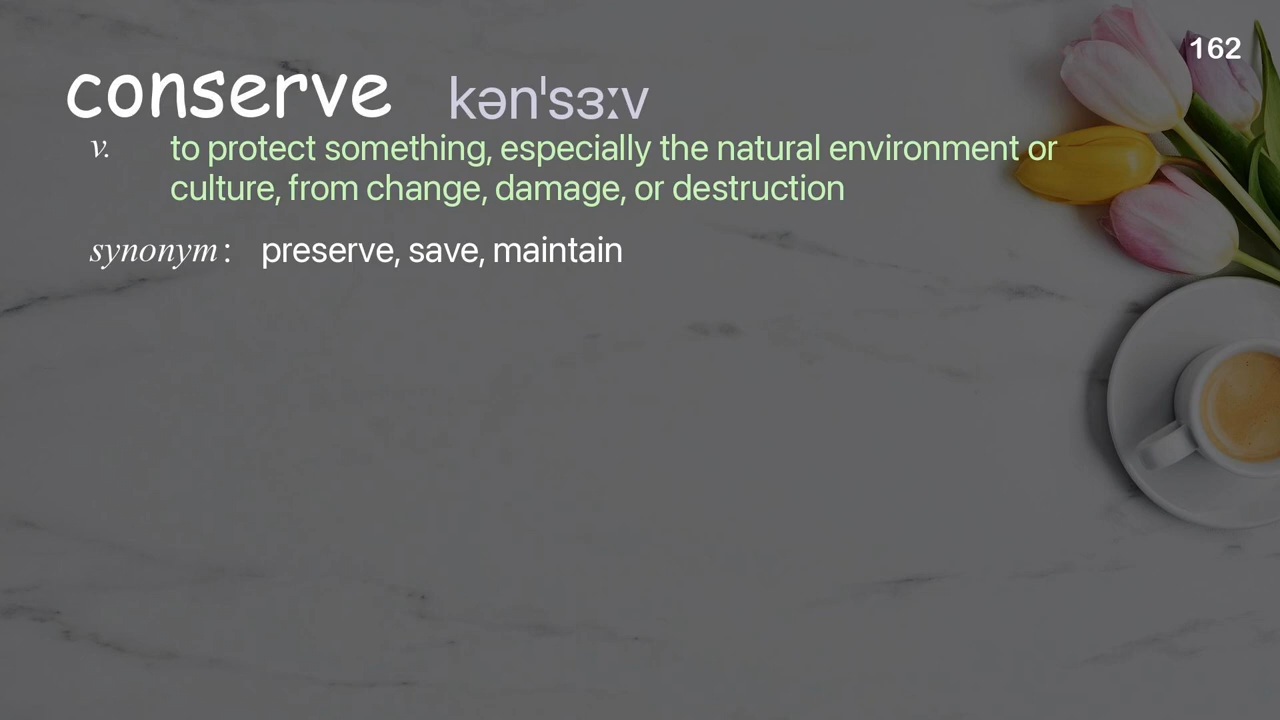 162
conserve kən'sɜːv
v. to protect something, especially the natural environment or
culture, from change, damage, or destruction
synonym: preserve, save, maintain